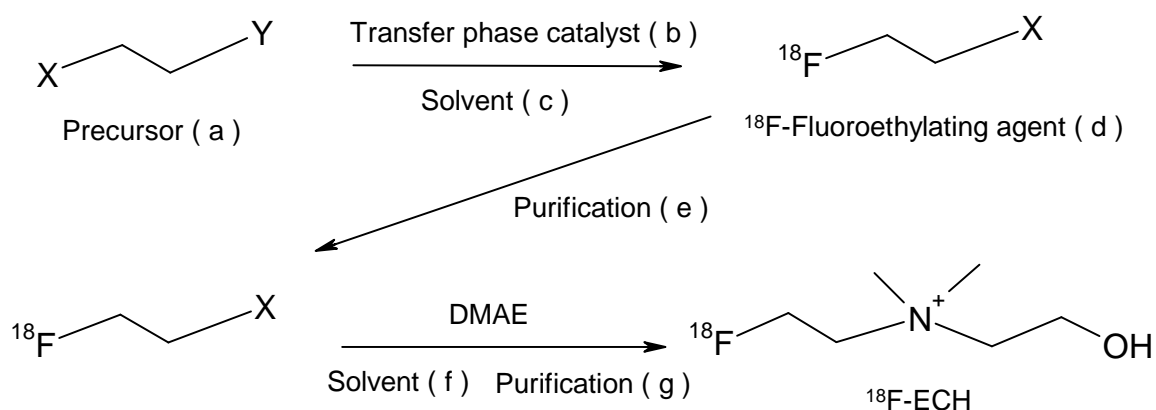 X Y
Transfer phase catalyst ( b )
Solvent ( c )
Precursor ( a )
¹⁸F X
¹⁸F-Fluoroethylating agent ( d )
Purification ( e )
¹⁸F X
DMAE
Solvent ( f ) Purification ( g )
¹⁸F N⁺ OH
¹⁸F-ECH